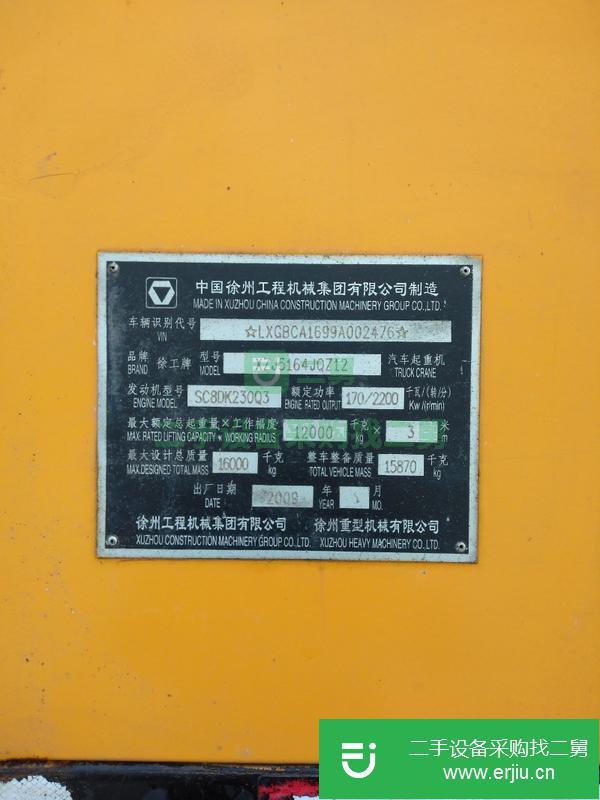 中国徐州工程机械集团有限公司制造
MADE IN XUZHOU CHINA CONSTRUCTION MACHINERY GROUP CO.,LTD.
车辆识别代号 ☆LXGBCA1699A002476☆
VIN
品牌 徐工牌 型号 J5164JQZ12 汽车起重机
BRAND MODEL TRUCK CRANE
发动机型号 SC8DK230Q3 额定功率 170/2200 千瓦/(转/分)
ENGINE MODEL ENGINE RATED OUTPUT Kw/(r/min)
最大额定总起重量×工作幅度 12000 千克 3 米
MAX. RATED LIFTING CAPACITY × WORKING RADIUS kg m
最大设计总质量 16000 千克 整车整备质量 15870 千克
MAX.DESIGNED TOTAL MASS kg TOTAL VEHICLE MASS kg
出厂日期 2009 年 月
DATE YEAR MO.
徐州工程机械集团有限公司 徐州重型机械有限公司
XUZHOU CONSTRUCTION MACHINERY GROUP CO.,LTD. XUZHOU HEAVY MACHINERY CO.,LTD.
二手设备采购找二舅
www.erjiu.cn